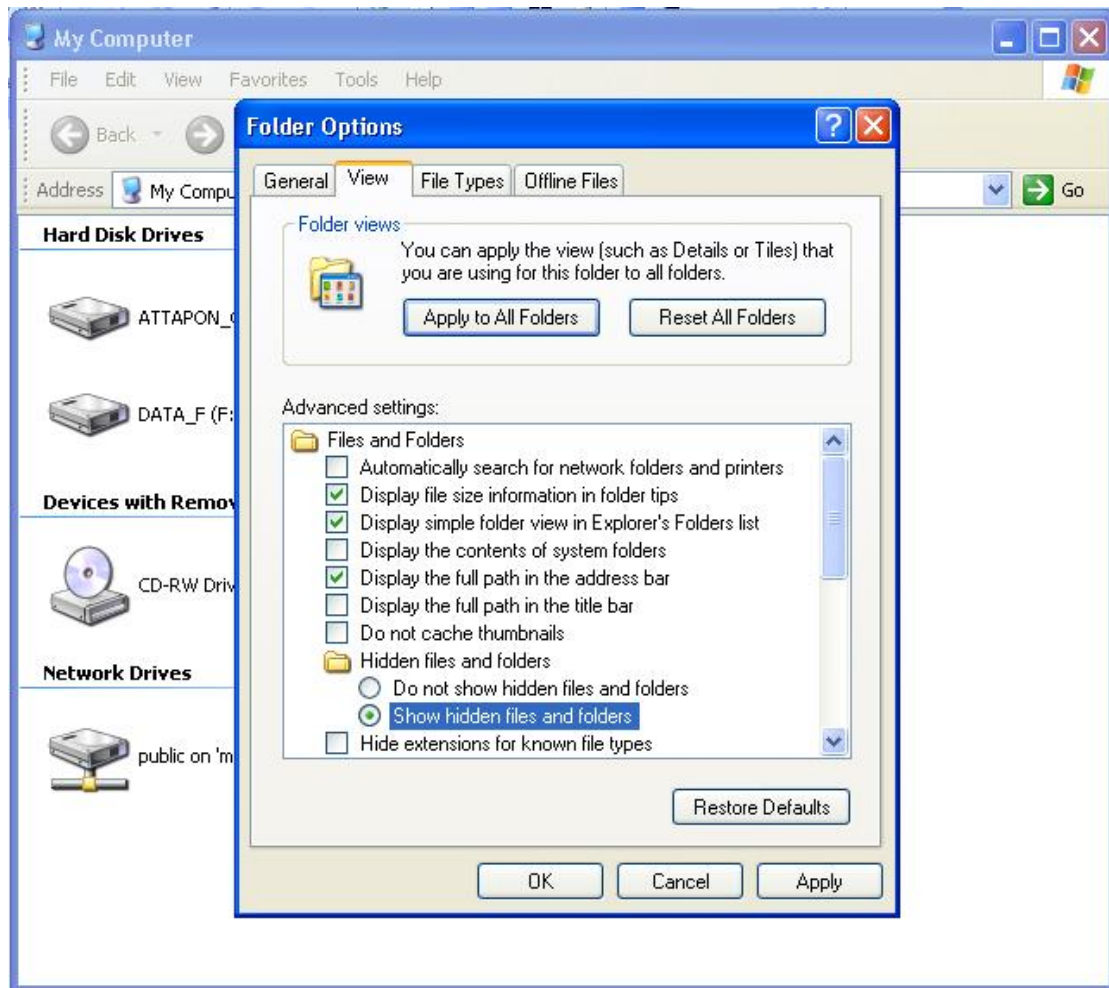 My Computer
File Edit View Favorites Tools Help
Back
Address My Compu
Go
Hard Disk Drives
ATTAPON_
DATA_F (F:
Devices with Remov
CD-RW Driv
Network Drives
public on 'm
Folder Options
General View File Types Offline Files
Folder views
You can apply the view (such as Details or Tiles) that
you are using for this folder to all folders.
Apply to All Folders Reset All Folders
Advanced settings:
Files and Folders
Automatically search for network folders and printers
Display file size information in folder tips
Display simple folder view in Explorer's Folders list
Display the contents of system folders
Display the full path in the address bar
Display the full path in the title bar
Do not cache thumbnails
Hidden files and folders
Do not show hidden files and folders
Show hidden files and folders
Hide extensions for known file types
Restore Defaults
OK Cancel Apply